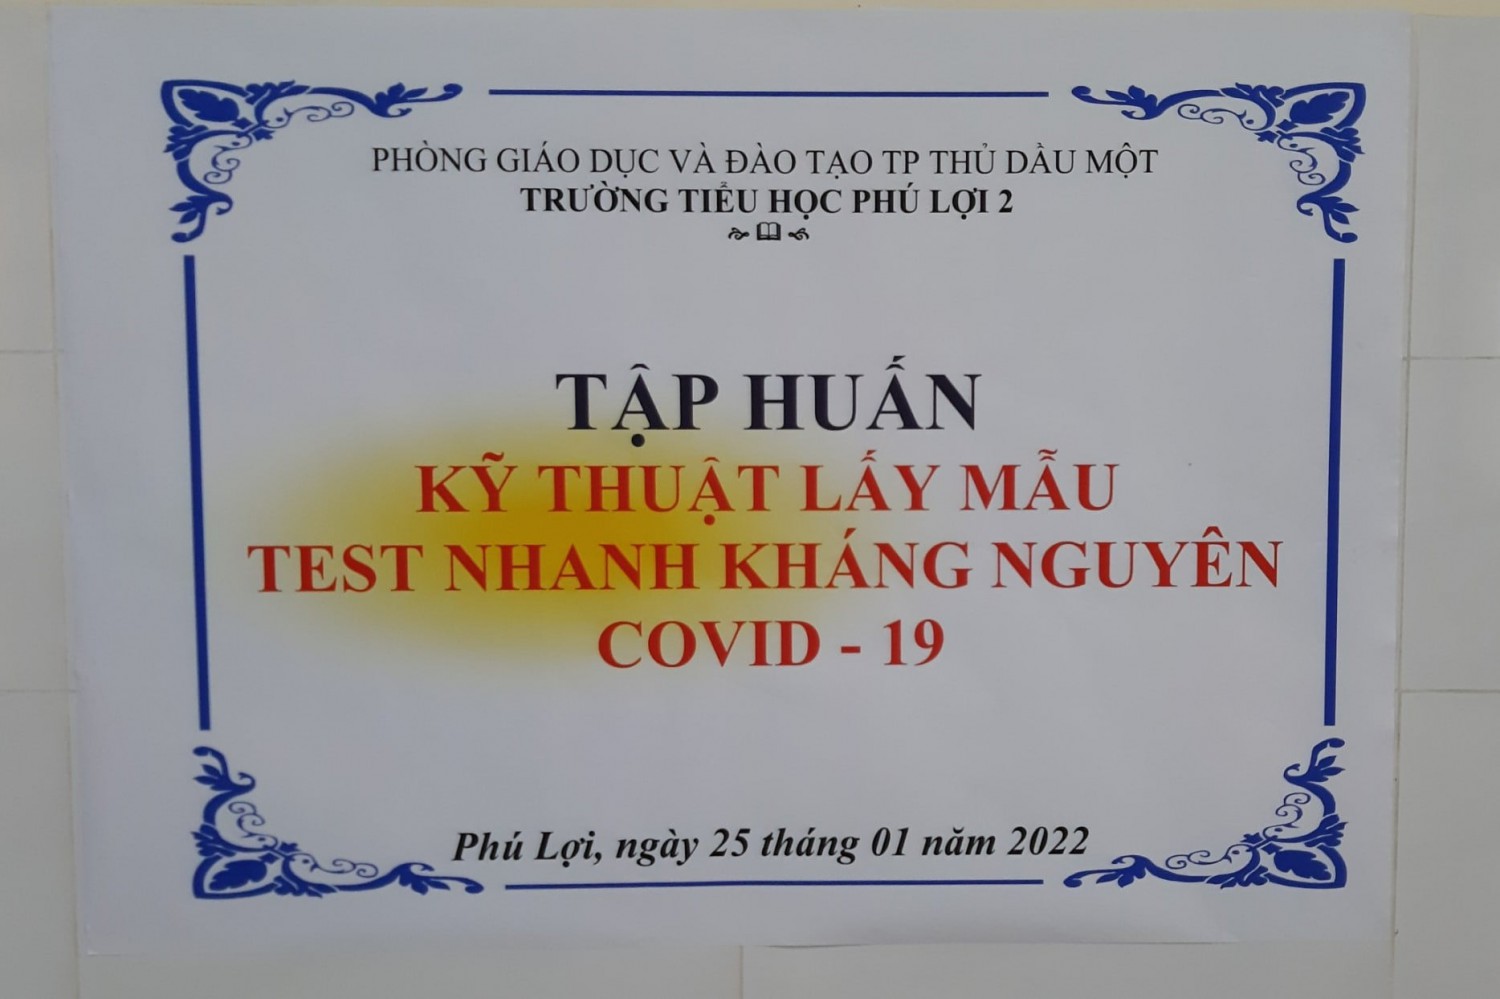 PHÒNG GIÁO DỤC VÀ ĐÀO TẠO TP THỦ DẦU MỘT
TRƯỜNG TIỂU HỌC PHÚ LỢI 2
TẬP HUẤN
KỸ THUẬT LẤY MẪU
TEST NHANH KHÁNG NGUYÊN
COVID - 19
Phú Lợi, ngày 25 tháng 01 năm 2022